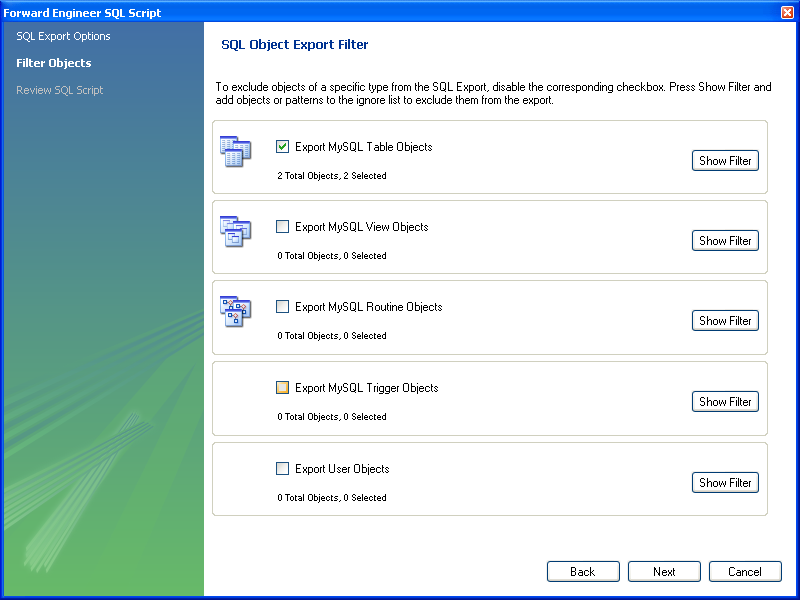 Forward Engineer SQL Script
SQL Export Options
Filter Objects
Review SQL Script
SQL Object Export Filter
To exclude objects of a specific type from the SQL Export, disable the corresponding checkbox. Press Show Filter and
add objects or patterns to the ignore list to exclude them from the export.
Export MySQL Table Objects
Show Filter
2 Total Objects, 2 Selected
Export MySQL View Objects
Show Filter
0 Total Objects, 0 Selected
Export MySQL Routine Objects
Show Filter
0 Total Objects, 0 Selected
Export MySQL Trigger Objects
Show Filter
0 Total Objects, 0 Selected
Export User Objects
Show Filter
0 Total Objects, 0 Selected
Back Next Cancel